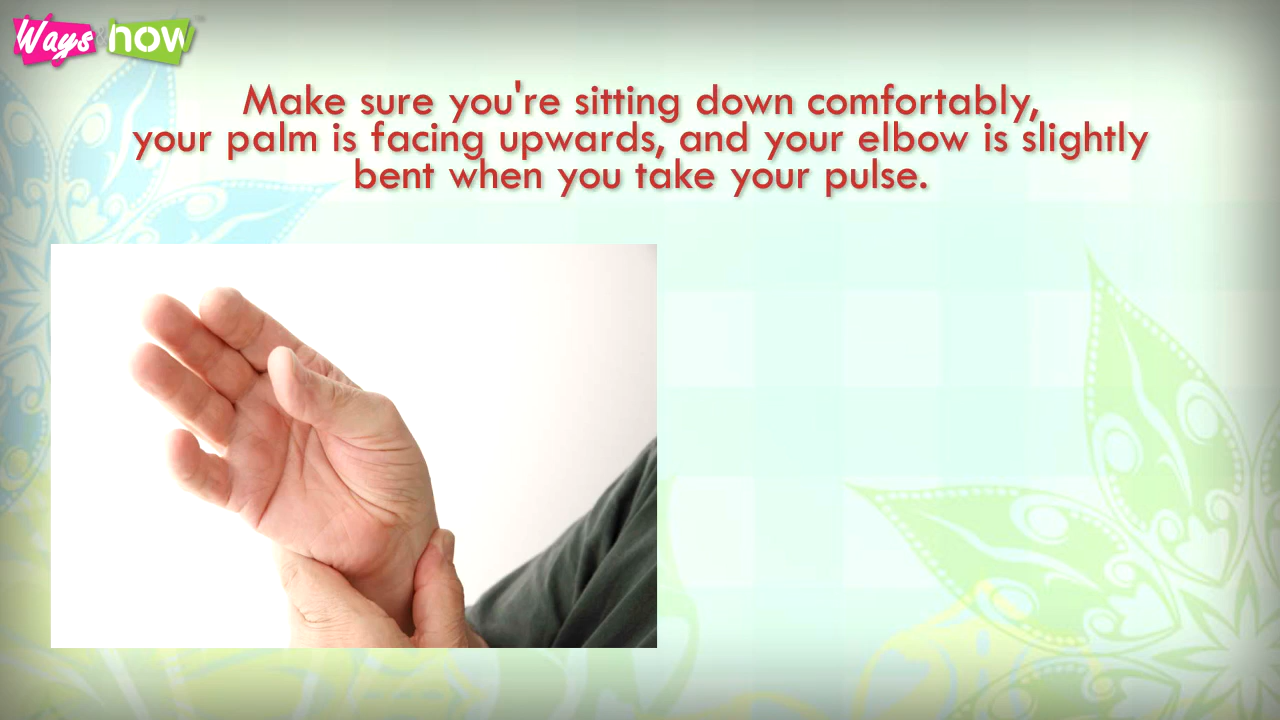 Ways & now
Make sure you're sitting down comfortably,
your palm is facing upwards, and your elbow is slightly
bent when you take your pulse.